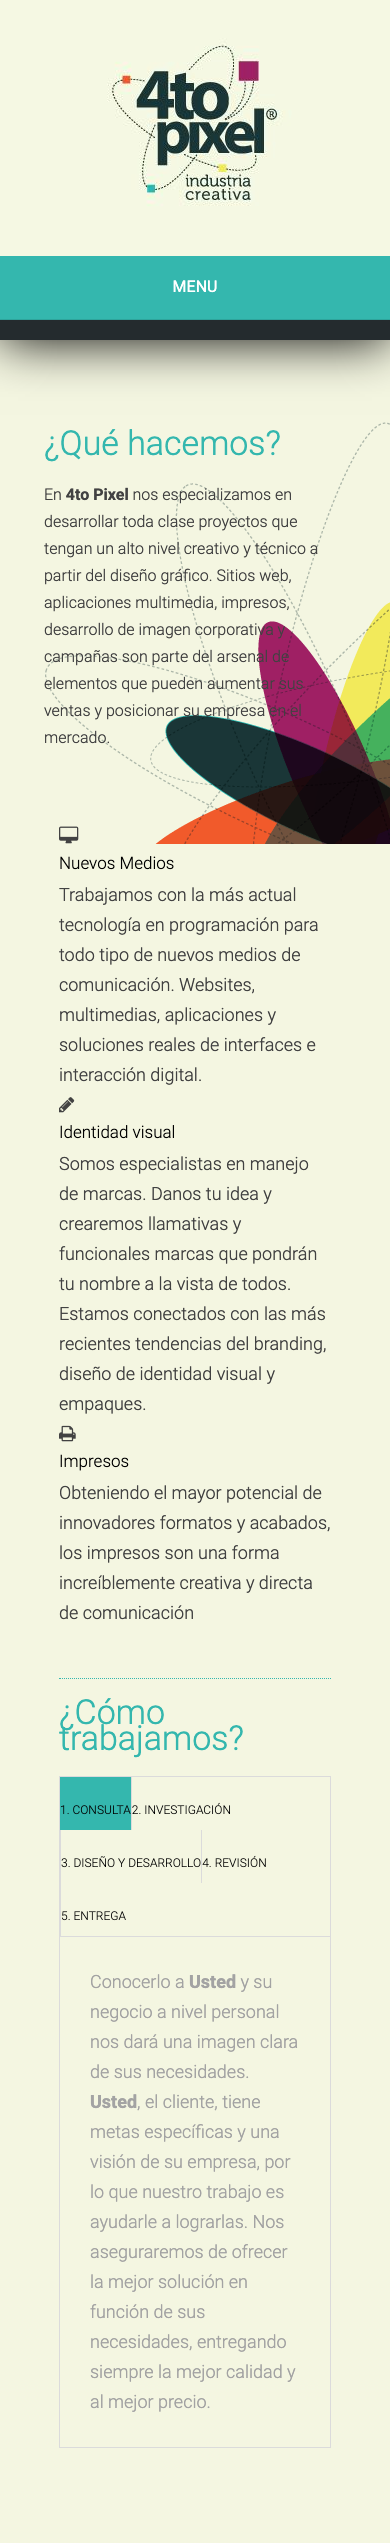 4to
pixel®
industria
creativa
MENU
¿Qué hacemos?
En 4to Pixel nos especializamos en
desarrollar toda clase proyectos que
tengan un alto nivel creativo y técnico a
partir del diseño gráfico. Sitios web,
aplicaciones multimedia, impresos,
desarrollo de imagen corporativa y
campañas son parte del arsenal de
elementos que pueden aumentar sus
ventas y posicionar su empresa en el
mercado.
Nuevos Medios
Trabajamos con la más actual
tecnología en programación para
todo tipo de nuevos medios de
comunicación. Websites,
multimedias, aplicaciones y
soluciones reales de interfaces e
interacción digital.
Identidad visual
Somos especialistas en manejo
de marcas. Danos tu idea y
crearemos llamativas y
funcionales marcas que pondrán
tu nombre a la vista de todos.
Estamos conectados con las más
recientes tendencias del branding,
diseño de identidad visual y
empaques.
Impresos
Obteniendo el mayor potencial de
innovadores formatos y acabados,
los impresos son una forma
increíblemente creativa y directa
de comunicación
¿Cómo
trabajamos?
1. CONSULTA 2. INVESTIGACIÓN
3. DISEÑO Y DESARROLLO 4. REVISIÓN
5. ENTREGA
Conocerlo a Usted y su
negocio a nivel personal
nos dará una imagen clara
de sus necesidades.
Usted, el cliente, tiene
metas específicas y una
visión de su empresa, por
lo que nuestro trabajo es
ayudarle a lograrlas. Nos
aseguraremos de ofrecer
la mejor solución en
función de sus
necesidades, entregando
siempre la mejor calidad y
al mejor precio.